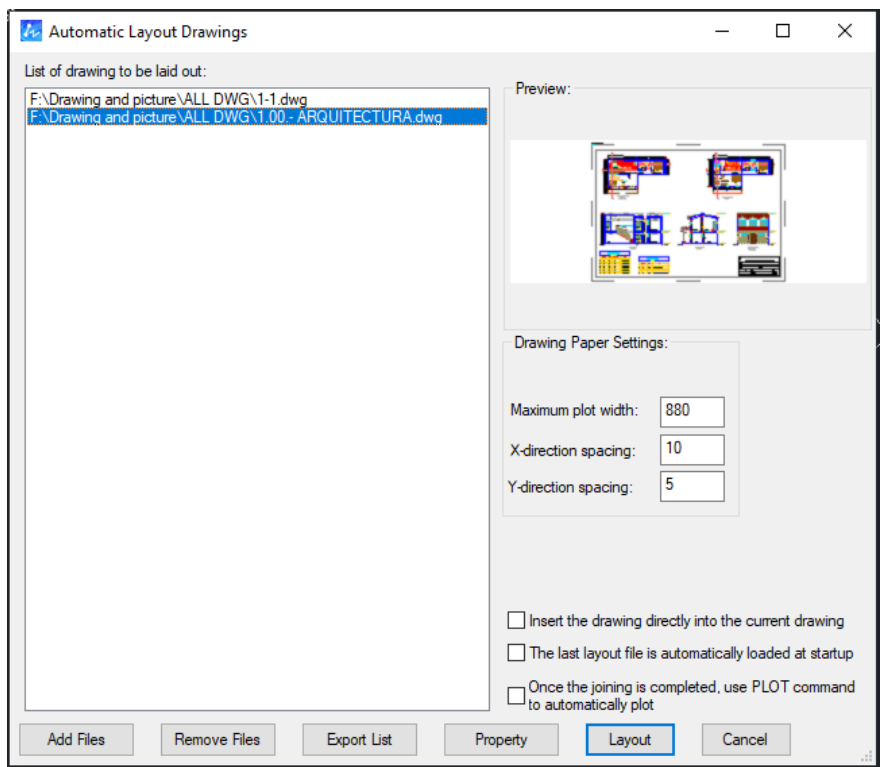 Automatic Layout Drawings
List of drawing to be laid out:
F:\Drawing and picture\ALL DWG\1-1.dwg
F:\Drawing and picture\ALL DWG\1.00.- ARQUITECTURA.dwg
Preview:
Drawing Paper Settings:
Maximum plot width: 880
X-direction spacing: 10
Y-direction spacing: 5
Insert the drawing directly into the current drawing
The last layout file is automatically loaded at startup
Once the joining is completed, use PLOT command
to automatically plot
Add Files Remove Files Export List Property Layout Cancel